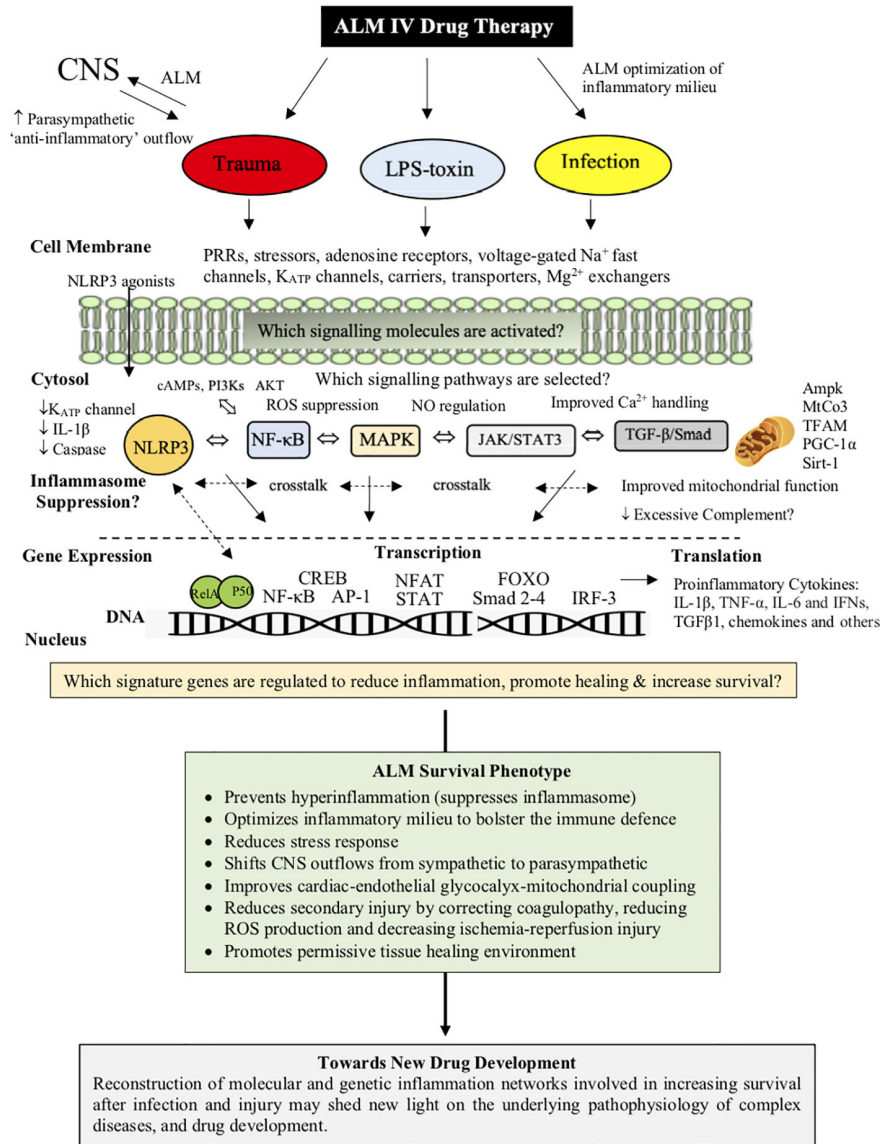 ALM IV Drug Therapy
CNS
ALM
ALM optimization of
inflammatory milieu
↑ Parasympathetic
‘anti-inflammatory’ outflow
Trauma
LPS-toxin
Infection
Cell Membrane
PRRs, stressors, adenosine receptors, voltage-gated Na⁺ fast
channels, K_ATP channels, carriers, transporters, Mg²⁺ exchangers
NLRP3 agonists
Which signalling molecules are activated?
Cytosol
Which signalling pathways are selected?
cAMPs, PI3Ks AKT
ROS suppression
NO regulation
Improved Ca²⁺ handling
↓K_ATP channel
↓ IL-1β
↓ Caspase
NLRP3
NF-κB
MAPK
JAK/STAT3
TGF-β/Smad
Ampk
MtCo3
TFAM
PGC-1α
Sirt-1
Inflammasome
Suppression?
crosstalk
crosstalk
Improved mitochondrial function
↓ Excessive Complement?
Gene Expression
Transcription
Translation
RelA
P50
CREB
NF-κB AP-1
NFAT
STAT
FOXO
Smad 2-4 IRF-3
Proinflammatory Cytokines:
IL-1β, TNF-α, IL-6 and IFNs,
TGFβ1, chemokines and others
DNA
Nucleus
Which signature genes are regulated to reduce inflammation, promote healing & increase survival?
ALM Survival Phenotype
• Prevents hyperinflammation (suppresses inflammasome)
• Optimizes inflammatory milieu to bolster the immune defence
• Reduces stress response
• Shifts CNS outflows from sympathetic to parasympathetic
• Improves cardiac-endothelial glycocalyx-mitochondrial coupling
• Reduces secondary injury by correcting coagulopathy, reducing
ROS production and decreasing ischemia-reperfusion injury
• Promotes permissive tissue healing environment
Towards New Drug Development
Reconstruction of molecular and genetic inflammation networks involved in increasing survival
after infection and injury may shed new light on the underlying pathophysiology of complex
diseases, and drug development.